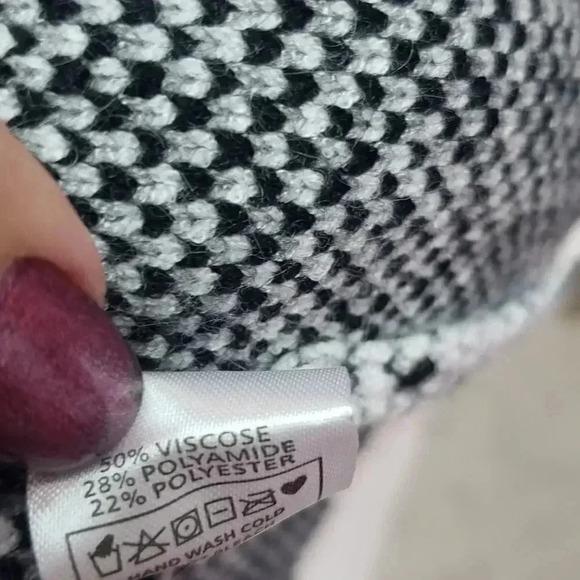 50% VISCOSE
28% POLYAMIDE
22% POLYESTER
HAND WASH COLD